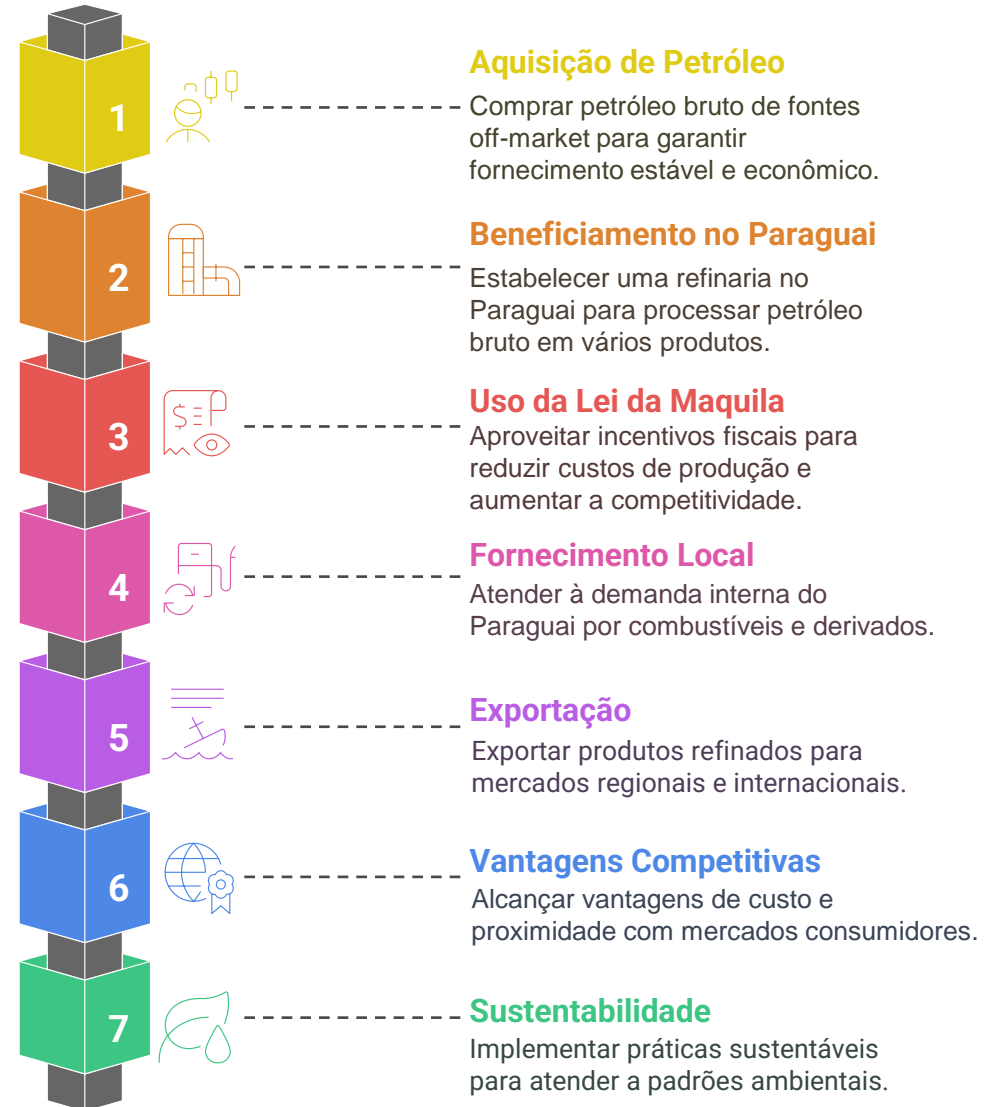 1
Aquisição de Petróleo
Comprar petróleo bruto de fontes
off-market para garantir
fornecimento estável e econômico.
2
Beneficiamento no Paraguai
Estabelecer uma refinaria no
Paraguai para processar petróleo
bruto em vários produtos.
3
$
Uso da Lei da Maquila
Aproveitar incentivos fiscais para
reduzir custos de produção e
aumentar a competitividade.
4
Fornecimento Local
Atender à demanda interna do
Paraguai por combustíveis e derivados.
5
Exportação
Exportar produtos refinados para
mercados regionais e internacionais.
6
Vantagens Competitivas
Alcançar vantagens de custo e
proximidade com mercados consumidores.
7
Sustentabilidade
Implementar práticas sustentáveis
para atender a padrões ambientais.